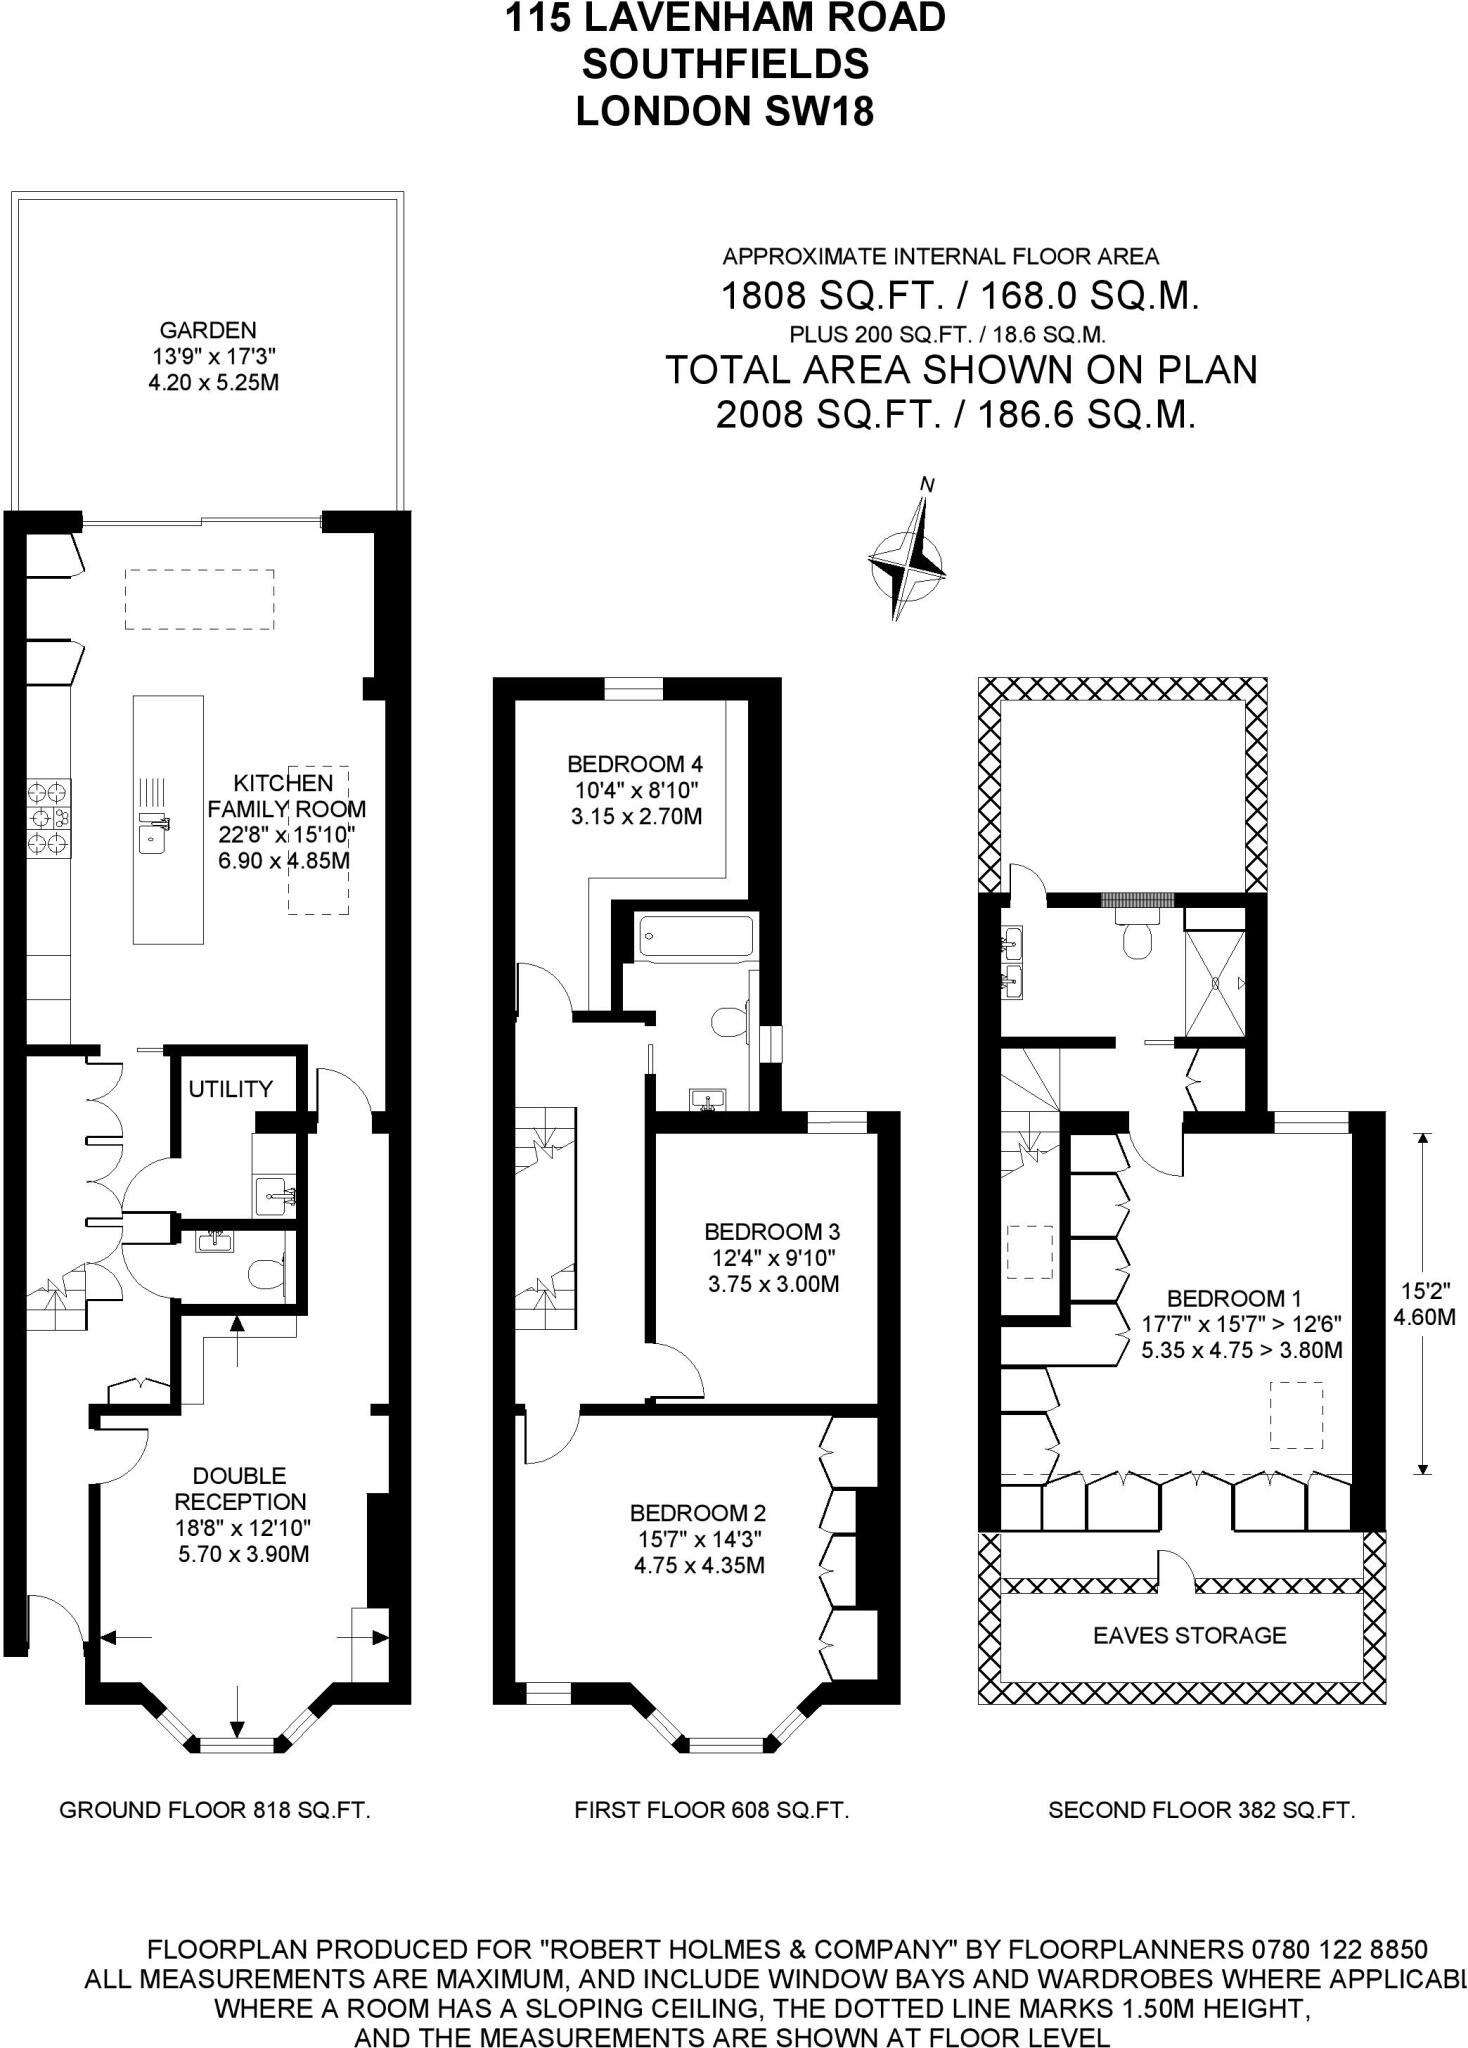 115 LAVENHAM ROAD
SOUTHFIELDS
LONDON SW18
APPROXIMATE INTERNAL FLOOR AREA
1808 SQ.FT. / 168.0 SQ.M.
PLUS 200 SQ.FT. / 18.6 SQ.M.
TOTAL AREA SHOWN ON PLAN
2008 SQ.FT. / 186.6 SQ.M.
N
GARDEN
13'9" x 17'3"
4.20 x 5.25M
KITCHEN
FAMILY ROOM
22'8" x 15'10"
6.90 x 4.85M
UTILITY
DOUBLE
RECEPTION
18'8" x 12'10"
5.70 x 3.90M
GROUND FLOOR 818 SQ.FT.
BEDROOM 4
10'4" x 8'10"
3.15 x 2.70M
BEDROOM 3
12'4" x 9'10"
3.75 x 3.00M
BEDROOM 2
15'7" x 14'3"
4.75 x 4.35M
FIRST FLOOR 608 SQ.FT.
BEDROOM 1
17'7" x 15'7" > 12'6"
5.35 x 4.75 > 3.80M
15'2"
4.60M
EAVES STORAGE
SECOND FLOOR 382 SQ.FT.
FLOORPLAN PRODUCED FOR "ROBERT HOLMES & COMPANY" BY FLOORPLANNERS 0780 122 8850
ALL MEASUREMENTS ARE MAXIMUM, AND INCLUDE WINDOW BAYS AND WARDROBES WHERE APPLICABL
WHERE A ROOM HAS A SLOPING CEILING, THE DOTTED LINE MARKS 1.50M HEIGHT,
AND THE MEASUREMENTS ARE SHOWN AT FLOOR LEVEL